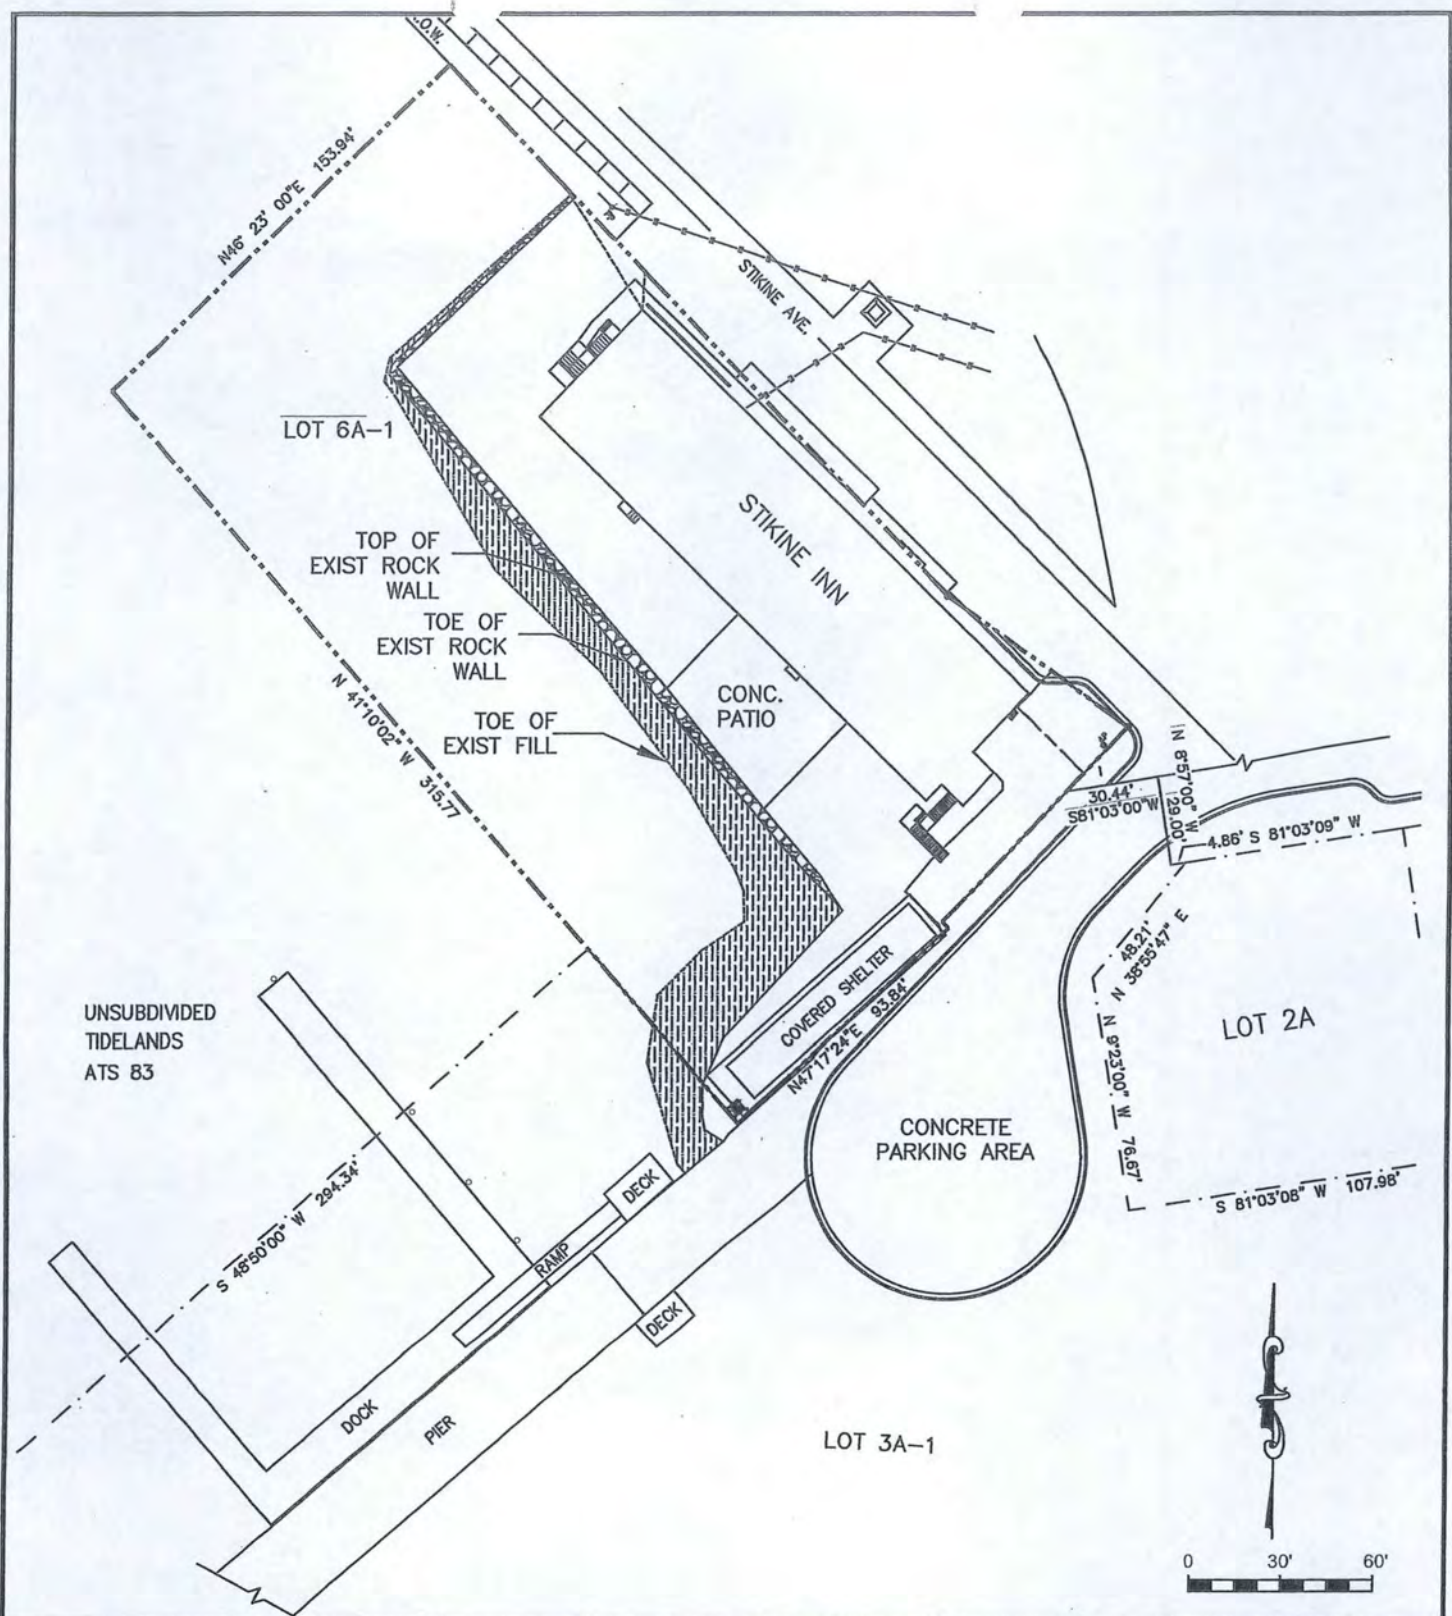 .O.W.
N46° 23' 00"E 153.94'
STIKINE AVE.
LOT 6A-1
STIKINE INN
TOP OF
EXIST ROCK
WALL
TOE OF
EXIST ROCK
WALL
TOE OF
EXIST FILL
CONC.
PATIO
N 41°10'02" W 315.77
30.44'
S81°03'00"W
N 8°57'00" W
29.00'
4.86' S 81°03'09" W
48.21'
N 38°55'47" E
COVERED SHELTER
N47°17'24"E 93.84'
LOT 2A
N 9°23'00" W 76.67'
UNSUBDIVIDED
TIDELANDS
ATS 83
CONCRETE
PARKING AREA
S 81°03'08" W 107.98'
S 48°50'00" W 294.34'
DECK
RAMP
DECK
DOCK
PIER
LOT 3A-1
0 30' 60'